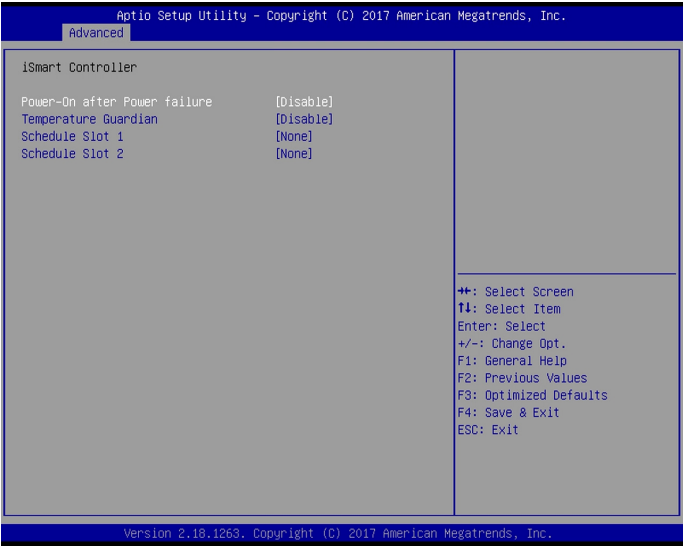 Aptio Setup Utility – Copyright (C) 2017 American Megatrends, Inc.
Advanced
iSmart Controller
Power-On after Power failure [Disable]
Temperature Guardian [Disable]
Schedule Slot 1 [None]
Schedule Slot 2 [None]
→←: Select Screen
↑↓: Select Item
Enter: Select
+/-: Change Opt.
F1: General Help
F2: Previous Values
F3: Optimized Defaults
F4: Save & Exit
ESC: Exit
Version 2.18.1263. Copyright (C) 2017 American Megatrends, Inc.